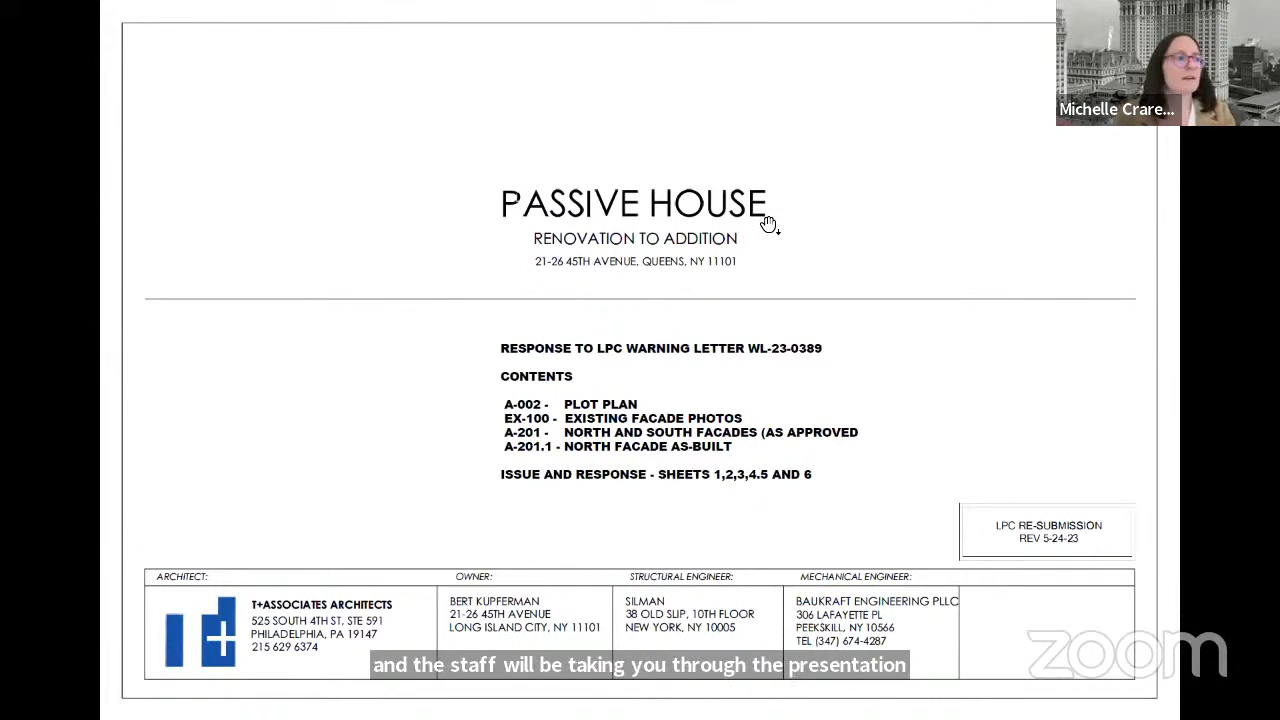 Michelle Crare...
PASSIVE HOUSE
RENOVATION TO ADDITION
21-26 45TH AVENUE, QUEENS, NY 11101
RESPONSE TO LPC WARNING LETTER WL-23-0389
CONTENTS
A-002 - PLOT PLAN
EX-100 - EXISTING FACADE PHOTOS
A-201 - NORTH AND SOUTH FACADES (AS APPROVED
A-201.1 - NORTH FACADE AS-BUILT
ISSUE AND RESPONSE - SHEETS 1,2,3,4.5 AND 6
LPC RE-SUBMISSION
REV 5-24-23
ARCHITECT:
T+ASSOCIATES ARCHITECTS
525 SOUTH 4TH ST, STE 591
PHILADELPHIA, PA 19147
215 629 6374
OWNER:
BERT KUPFERMAN
21-26 45TH AVENUE
LONG ISLAND CITY, NY 11101
STRUCTURAL ENGINEER:
SILMAN
38 OLD SLIP, 10TH FLOOR
NEW YORK, NY 10005
MECHANICAL ENGINEER:
BAUKRAFT ENGINEERING PLLC
306 LAFAYETTE PL
PEEKSKILL, NY 10566
TEL (347) 674-4287
and the staff will be taking you through the presentation
zoom